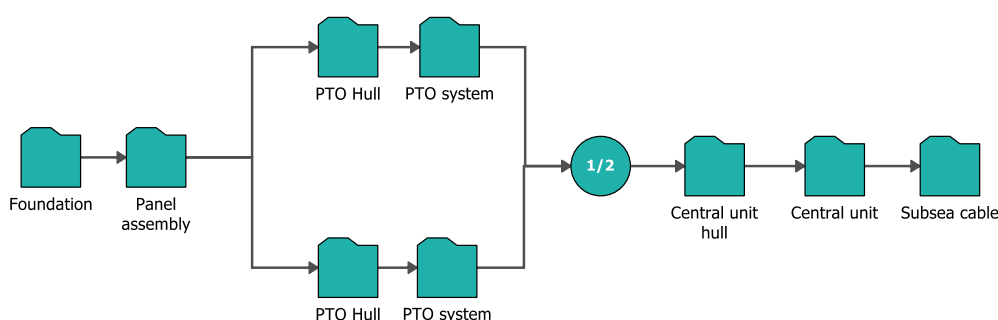 PTO Hull
PTO system
1/2
Foundation
Panel
assembly
Central unit
hull
Central unit
Subsea cable
PTO Hull
PTO system